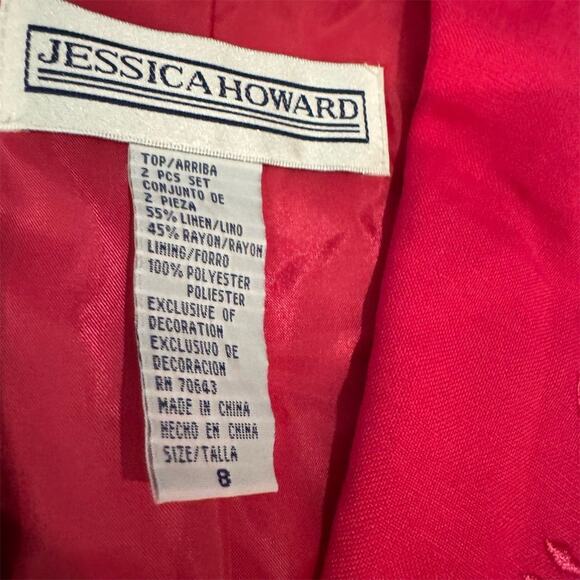 JESSICA HOWARD
TOP/ARRIBA
2 PCS SET
CONJUNTO DE
2 PIEZA
55% LINEN/LINO
45% RAYON/RAYON
LINING/FORRO
100% POLYESTER
POLIESTER
EXCLUSIVE OF
DECORATION
EXCLUSIVO DE
DECORACION
RN 70643
MADE IN CHINA
HECHO EN CHINA
SIZE/TALLA
8